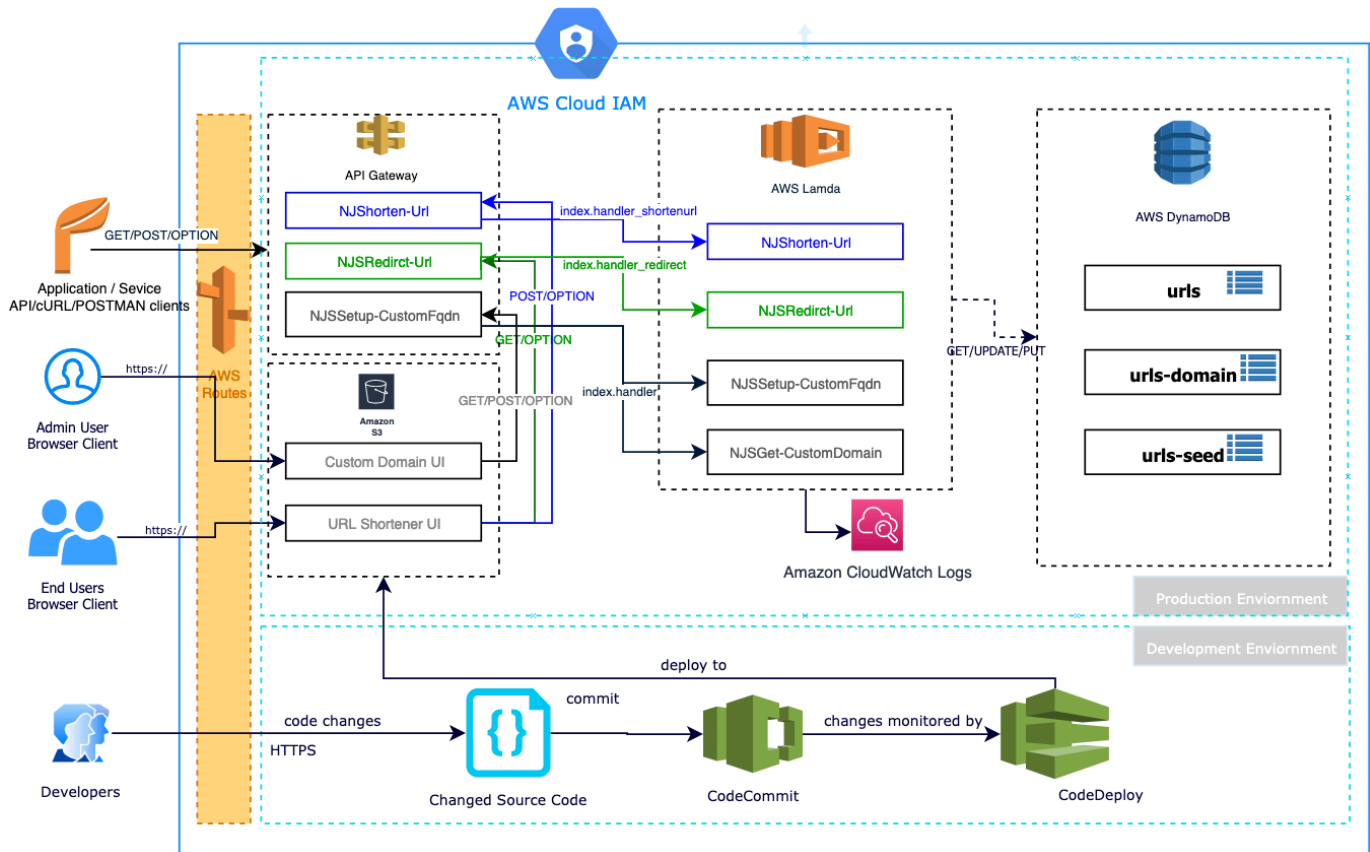 AWS Cloud IAM
API Gateway
NJShorten-Url
NJSRedirct-Url
NJSSetup-CustomFqdn
GET/POST/OPTION
Application / Sevice
API/cURL/POSTMAN clients
AWS
Routes
https://
Admin User
Browser Client
https://
End Users
Browser Client
Amazon
S3
Custom Domain UI
URL Shortener UI
index.handler_shortenurl
index.handler_redirect
POST/OPTION
GET/OPTION
GET/POST/OPTION
index.handler
AWS Lamda
NJShorten-Url
NJSRedirct-Url
NJSSetup-CustomFqdn
NJSGet-CustomDomain
Amazon CloudWatch Logs
GET/UPDATE/PUT
AWS DynamoDB
urls
urls-domain
urls-seed
Production Enviornment
Development Enviornment
deploy to
Developers
code changes
HTTPS
Changed Source Code
commit
CodeCommit
changes monitored by
CodeDeploy